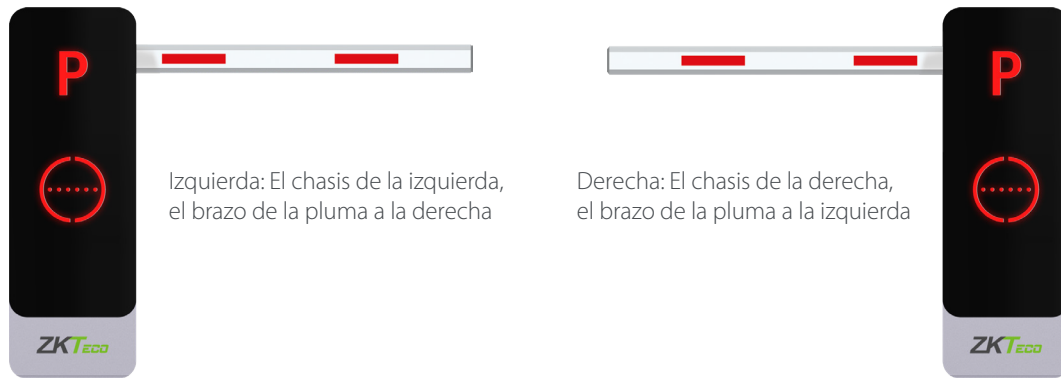 P
P
Izquierda: El chasis de la izquierda,
el brazo de la pluma a la derecha
Derecha: El chasis de la derecha,
el brazo de la pluma a la izquierda
ZKTeco
ZKTeco